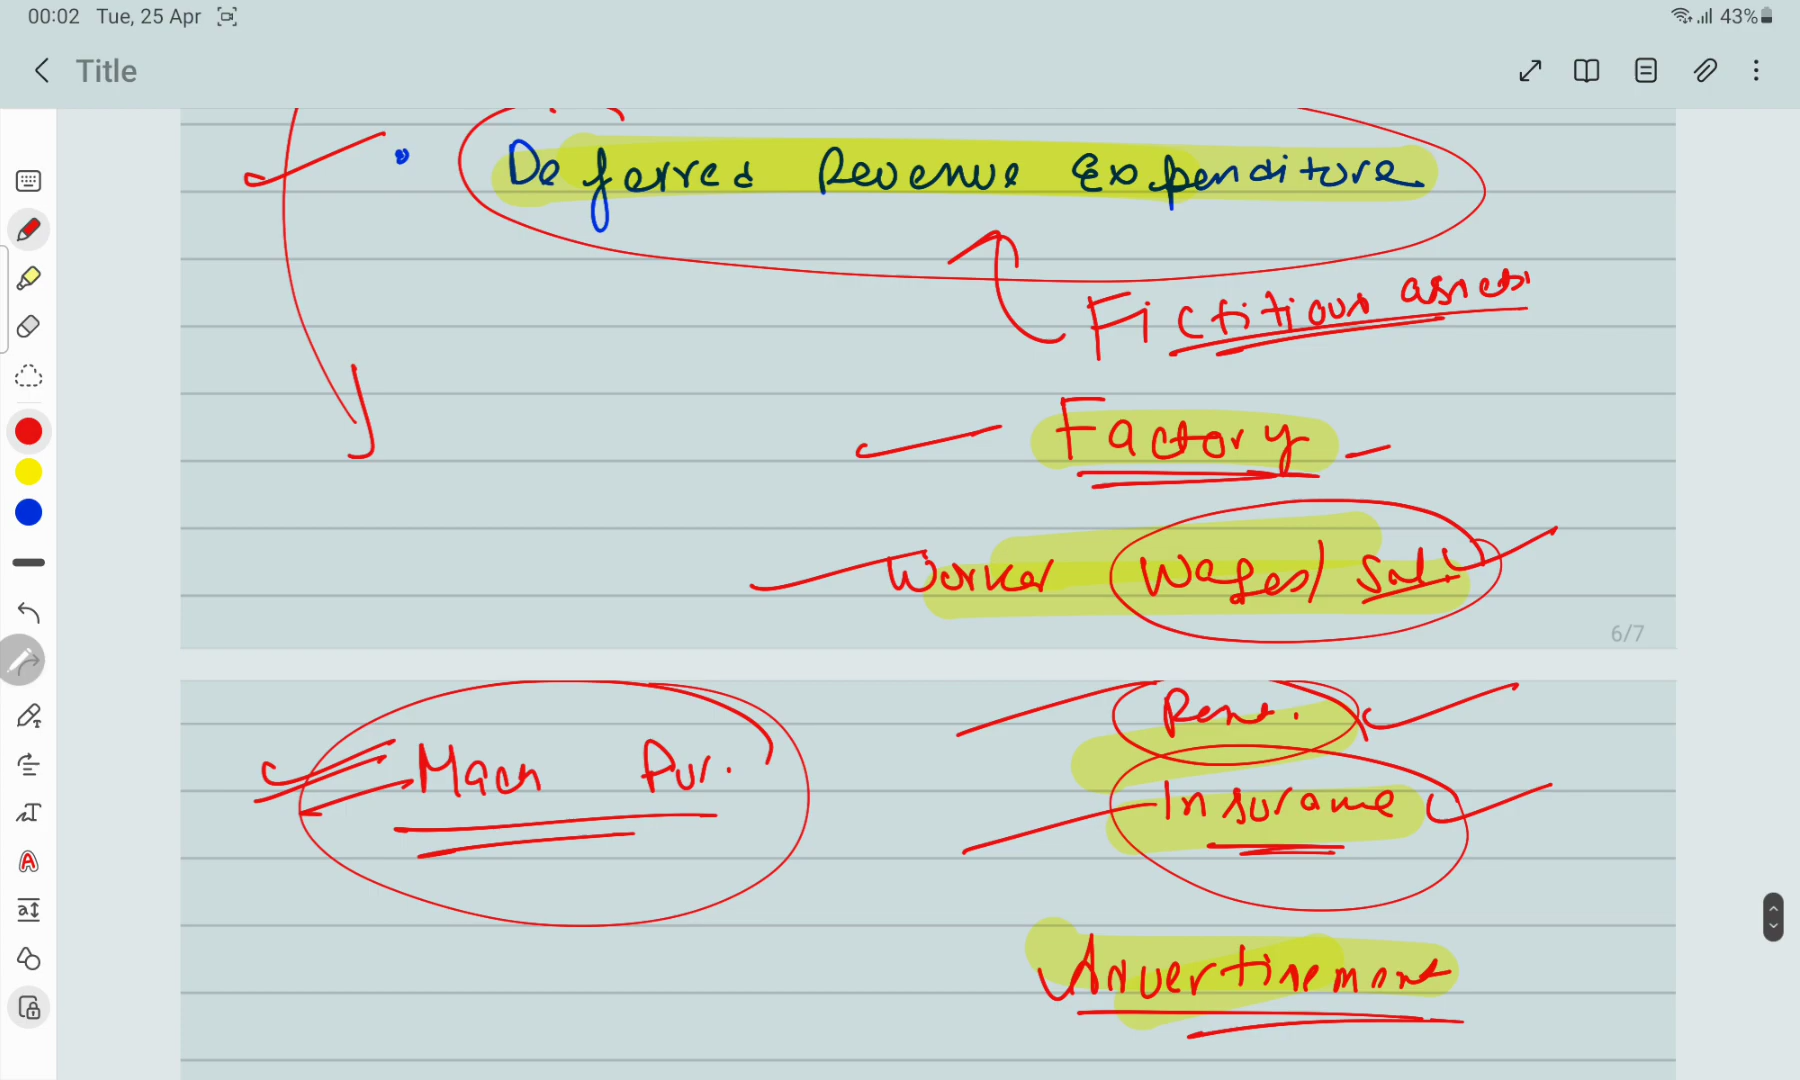 00:02 Tue, 25 Apr 43%
Title
Deferred Revenue Expenditure
Fictitious assets
Factory
Worker Wages/ Sal.
6/7
Rent.
Mach Pur.
Insurance
Advertisement